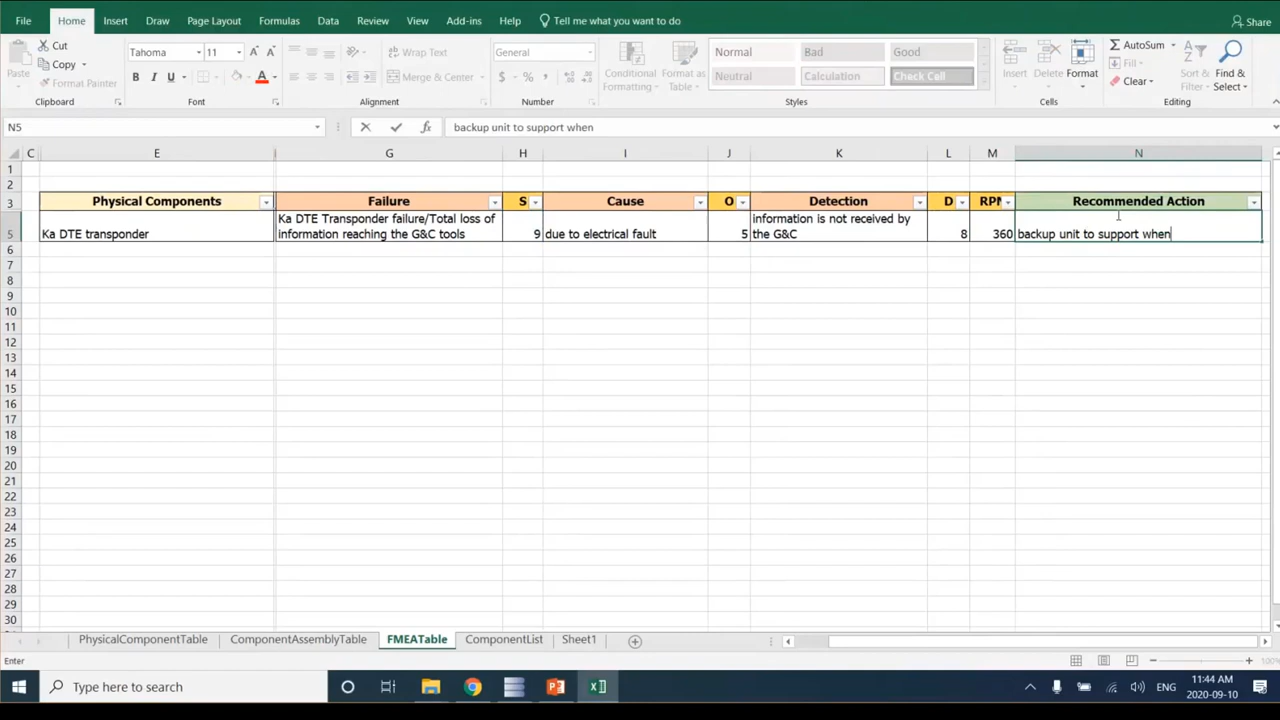 File Home Insert Draw Page Layout Formulas Data Review View Add-ins Help Tell me what you want to do Share
Cut Tahoma 11 Wrap Text General Normal Bad Good AutoSum
Paste Copy Conditional Formatting Format as Table Insert Delete Format Fill Sort & Filter Find & Select
Format Painter B I U A Merge & Center $ % , Neutral Calculation Check Cell Clear
Clipboard Font Alignment Number Styles Cells Editing
N5 fx backup unit to support when
C E G H I J K L M N
1
2
3 Physical Components Failure S Cause O Detection D RPN Recommended Action
Ka DTE Transponder failure/Total loss of information is not received by
5 Ka DTE transponder information reaching the G&C tools 9 due to electrical fault 5 the G&C 8 360 backup unit to support when
6
7
8
9
10
11
12
13
14
15
16
17
18
19
20
21
22
23
24
25
26
27
28
29
30
PhysicalComponentTable ComponentAssemblyTable FMEATable ComponentList Sheet1
Enter 100%
Type here to search ENG 11:44 AM
2020-09-10